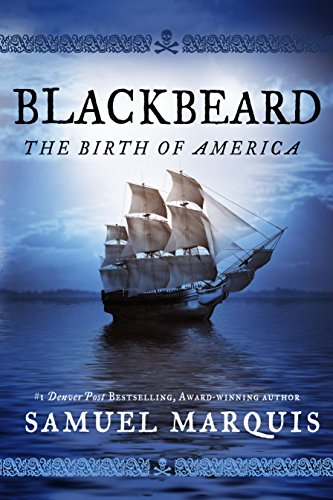 BLACKBEARD
THE BIRTH OF AMERICA
#1 Denver Post BESTSELLING, AWARD-WINNING AUTHOR
SAMUEL MARQUIS